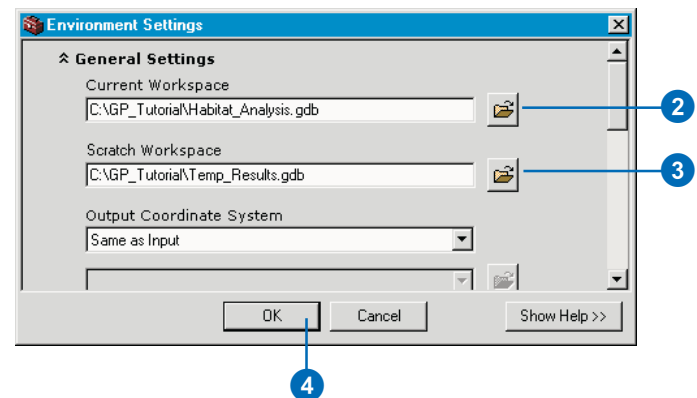 Environment Settings
General Settings
Current Workspace
C:\GP_Tutorial\Habitat_Analysis.gdb
2
Scratch Workspace
C:\GP_Tutorial\Temp_Results.gdb
3
Output Coordinate System
Same as Input
OK
Cancel
Show Help >>
4